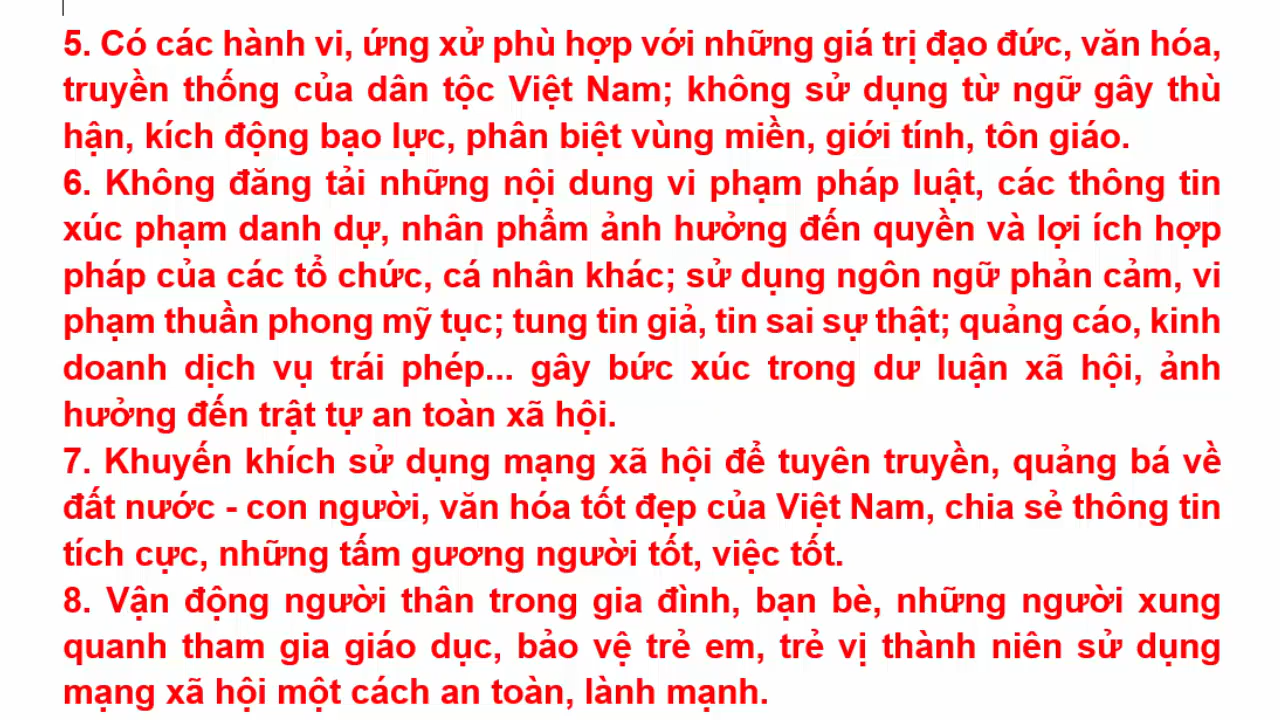 5. Có các hành vi, ứng xử phù hợp với những giá trị đạo đức, văn hóa,
truyền thống của dân tộc Việt Nam; không sử dụng từ ngữ gây thù
hận, kích động bạo lực, phân biệt vùng miền, giới tính, tôn giáo.
6. Không đăng tải những nội dung vi phạm pháp luật, các thông tin
xúc phạm danh dự, nhân phẩm ảnh hưởng đến quyền và lợi ích hợp
pháp của các tổ chức, cá nhân khác; sử dụng ngôn ngữ phản cảm, vi
phạm thuần phong mỹ tục; tung tin giả, tin sai sự thật; quảng cáo, kinh
doanh dịch vụ trái phép... gây bức xúc trong dư luận xã hội, ảnh
hưởng đến trật tự an toàn xã hội.
7. Khuyến khích sử dụng mạng xã hội để tuyên truyền, quảng bá về
đất nước - con người, văn hóa tốt đẹp của Việt Nam, chia sẻ thông tin
tích cực, những tấm gương người tốt, việc tốt.
8. Vận động người thân trong gia đình, bạn bè, những người xung
quanh tham gia giáo dục, bảo vệ trẻ em, trẻ vị thành niên sử dụng
mạng xã hội một cách an toàn, lành mạnh.